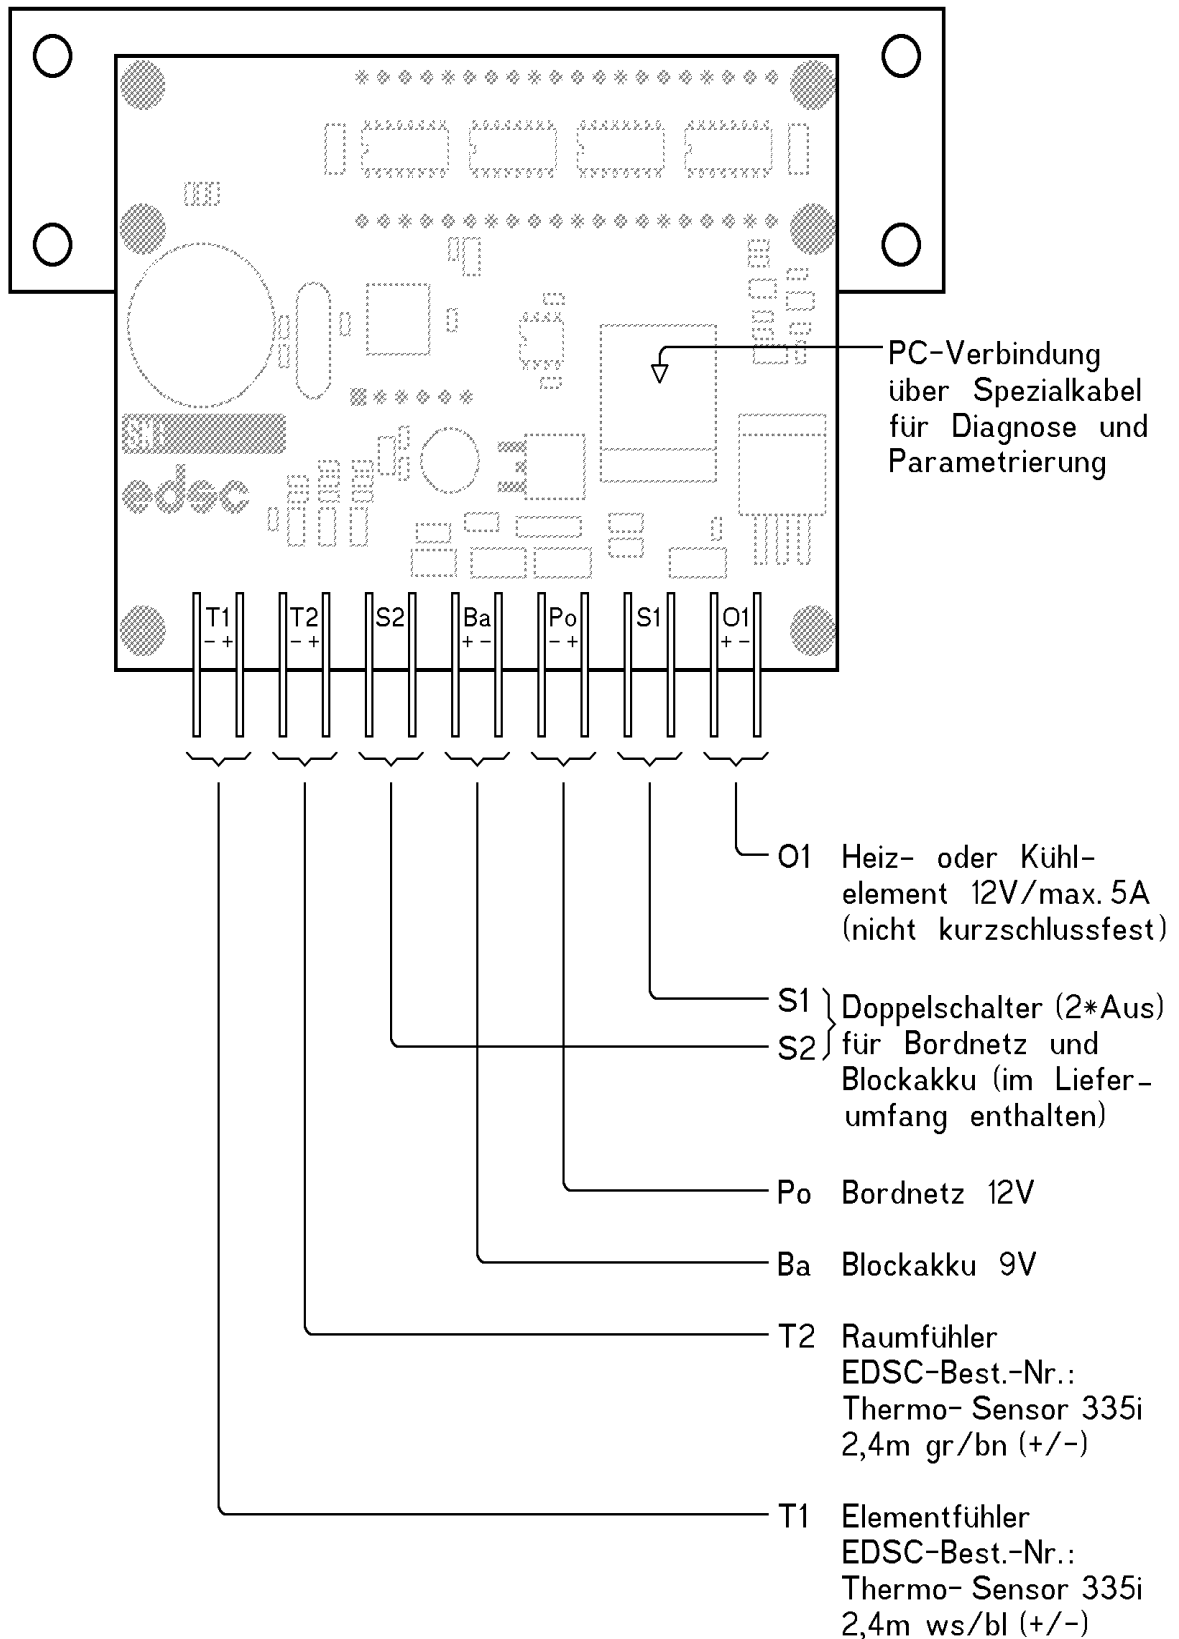 PC-Verbindung
über Spezialkabel
für Diagnose und
Parametrierung
edsc
T1
- +
T2
- +
S2
Ba
+ -
Po
- +
S1
O1
+ -
O1 Heiz- oder Kühl-
element 12V/max. 5A
(nicht kurzschlussfest)
S1
S2
Doppelschalter (2*Aus)
für Bordnetz und
Blockakku (im Liefer-
umfang enthalten)
Po Bordnetz 12V
Ba Blockakku 9V
T2 Raumfühler
EDSC-Best.-Nr.:
Thermo- Sensor 335i
2,4m gr/bn (+/-)
T1 Elementfühler
EDSC-Best.-Nr.:
Thermo- Sensor 335i
2,4m ws/bl (+/-)